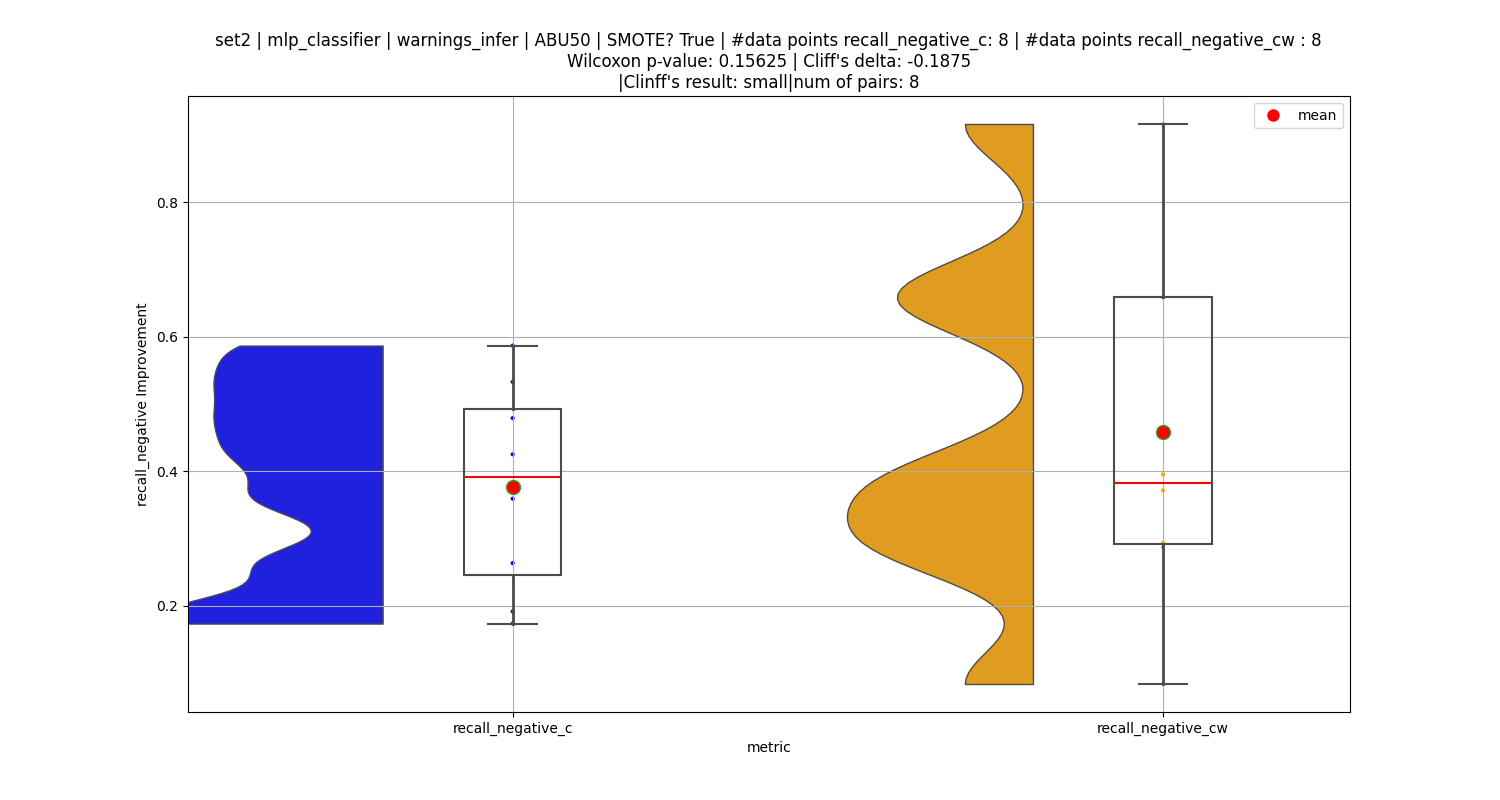 set2 | mlp_classifier | warnings_infer | ABU50 | SMOTE? True | #data points recall_negative_c: 8 | #data points recall_negative_cw : 8
Wilcoxon p-value: 0.15625 | Cliff's delta: -0.1875
|Clinff's result: small|num of pairs: 8
mean
0.8
0.6
0.4
0.2
recall_negative Improvement
recall_negative_c
recall_negative_cw
metric